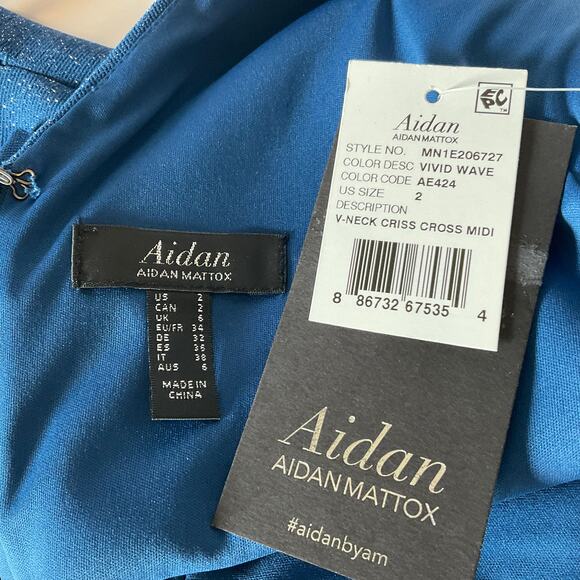 Aidan
AIDAN MATTOX
US 2
CAN 2
UK 6
EU/FR 34
DE 32
ES 36
IT 38
AUS 6
MADE IN
CHINA
EPC™
Aidan
AIDAN MATTOX
STYLE NO. MN1E206727
COLOR DESC VIVID WAVE
COLOR CODE AE424
US SIZE 2
DESCRIPTION
V-NECK CRISS CROSS MIDI
8 86732 67535 4
Aidan
AIDAN MATTOX
#aidanbyam